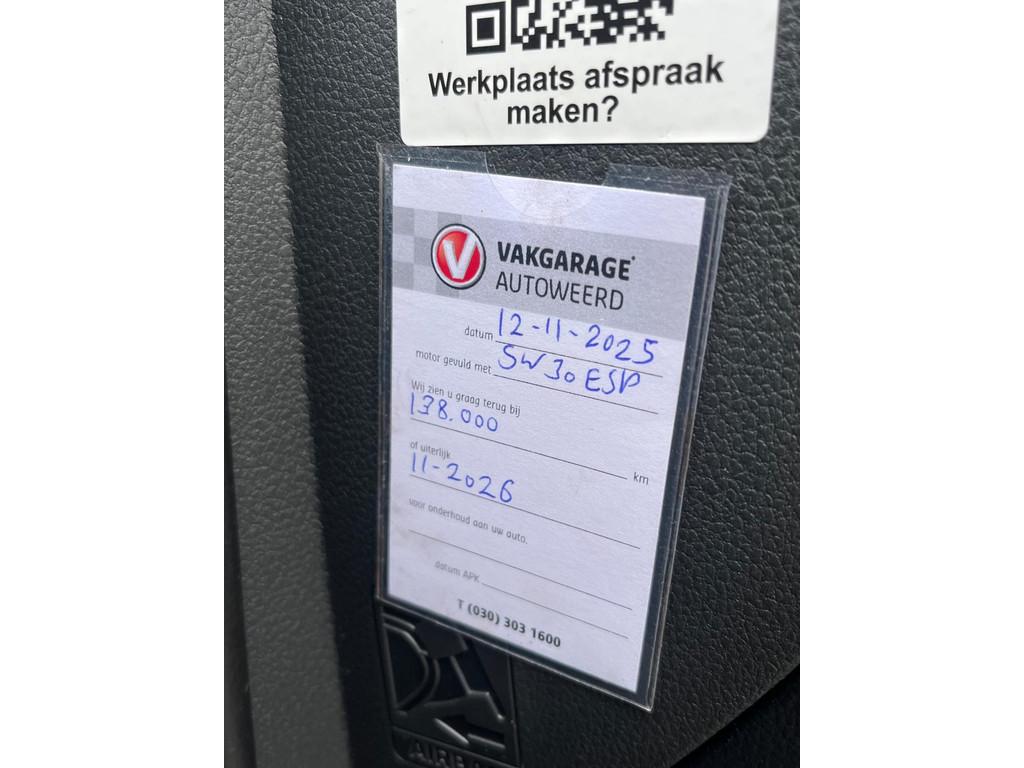 Werkplaats afspraak
maken?
VAKGARAGE
AUTOWEERD
datum 12-11-2025
motor gevuld met 5W30 ESP
Wij zien u graag terug bij
138.000 km
of uiterlijk
11-2026
voor onderhoud aan uw auto.
datum APK
T (030) 303 1600
AIRB